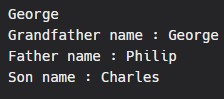 George
Grandfather name : George
Father name : Philip
Son name : Charles